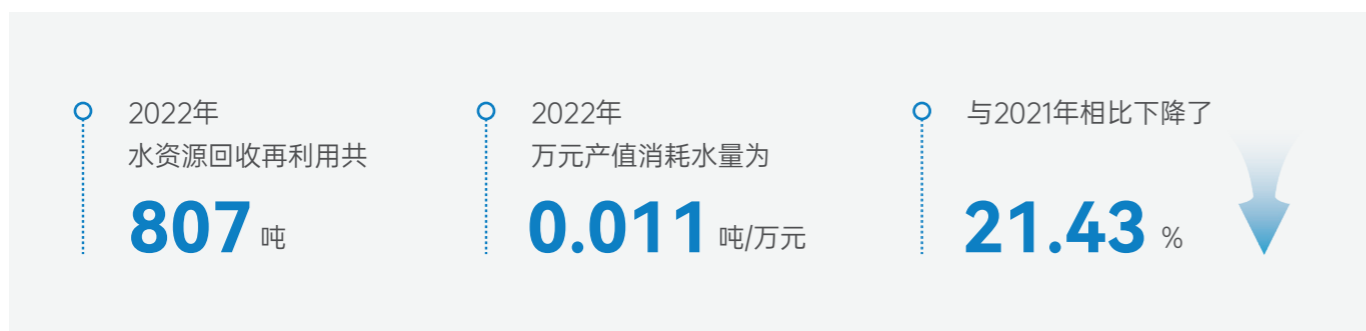 2022年
水资源回收再利用共
807 吨
2022年
万元产值消耗水量为
0.011 吨/万元
与2021年相比下降了
21.43 %